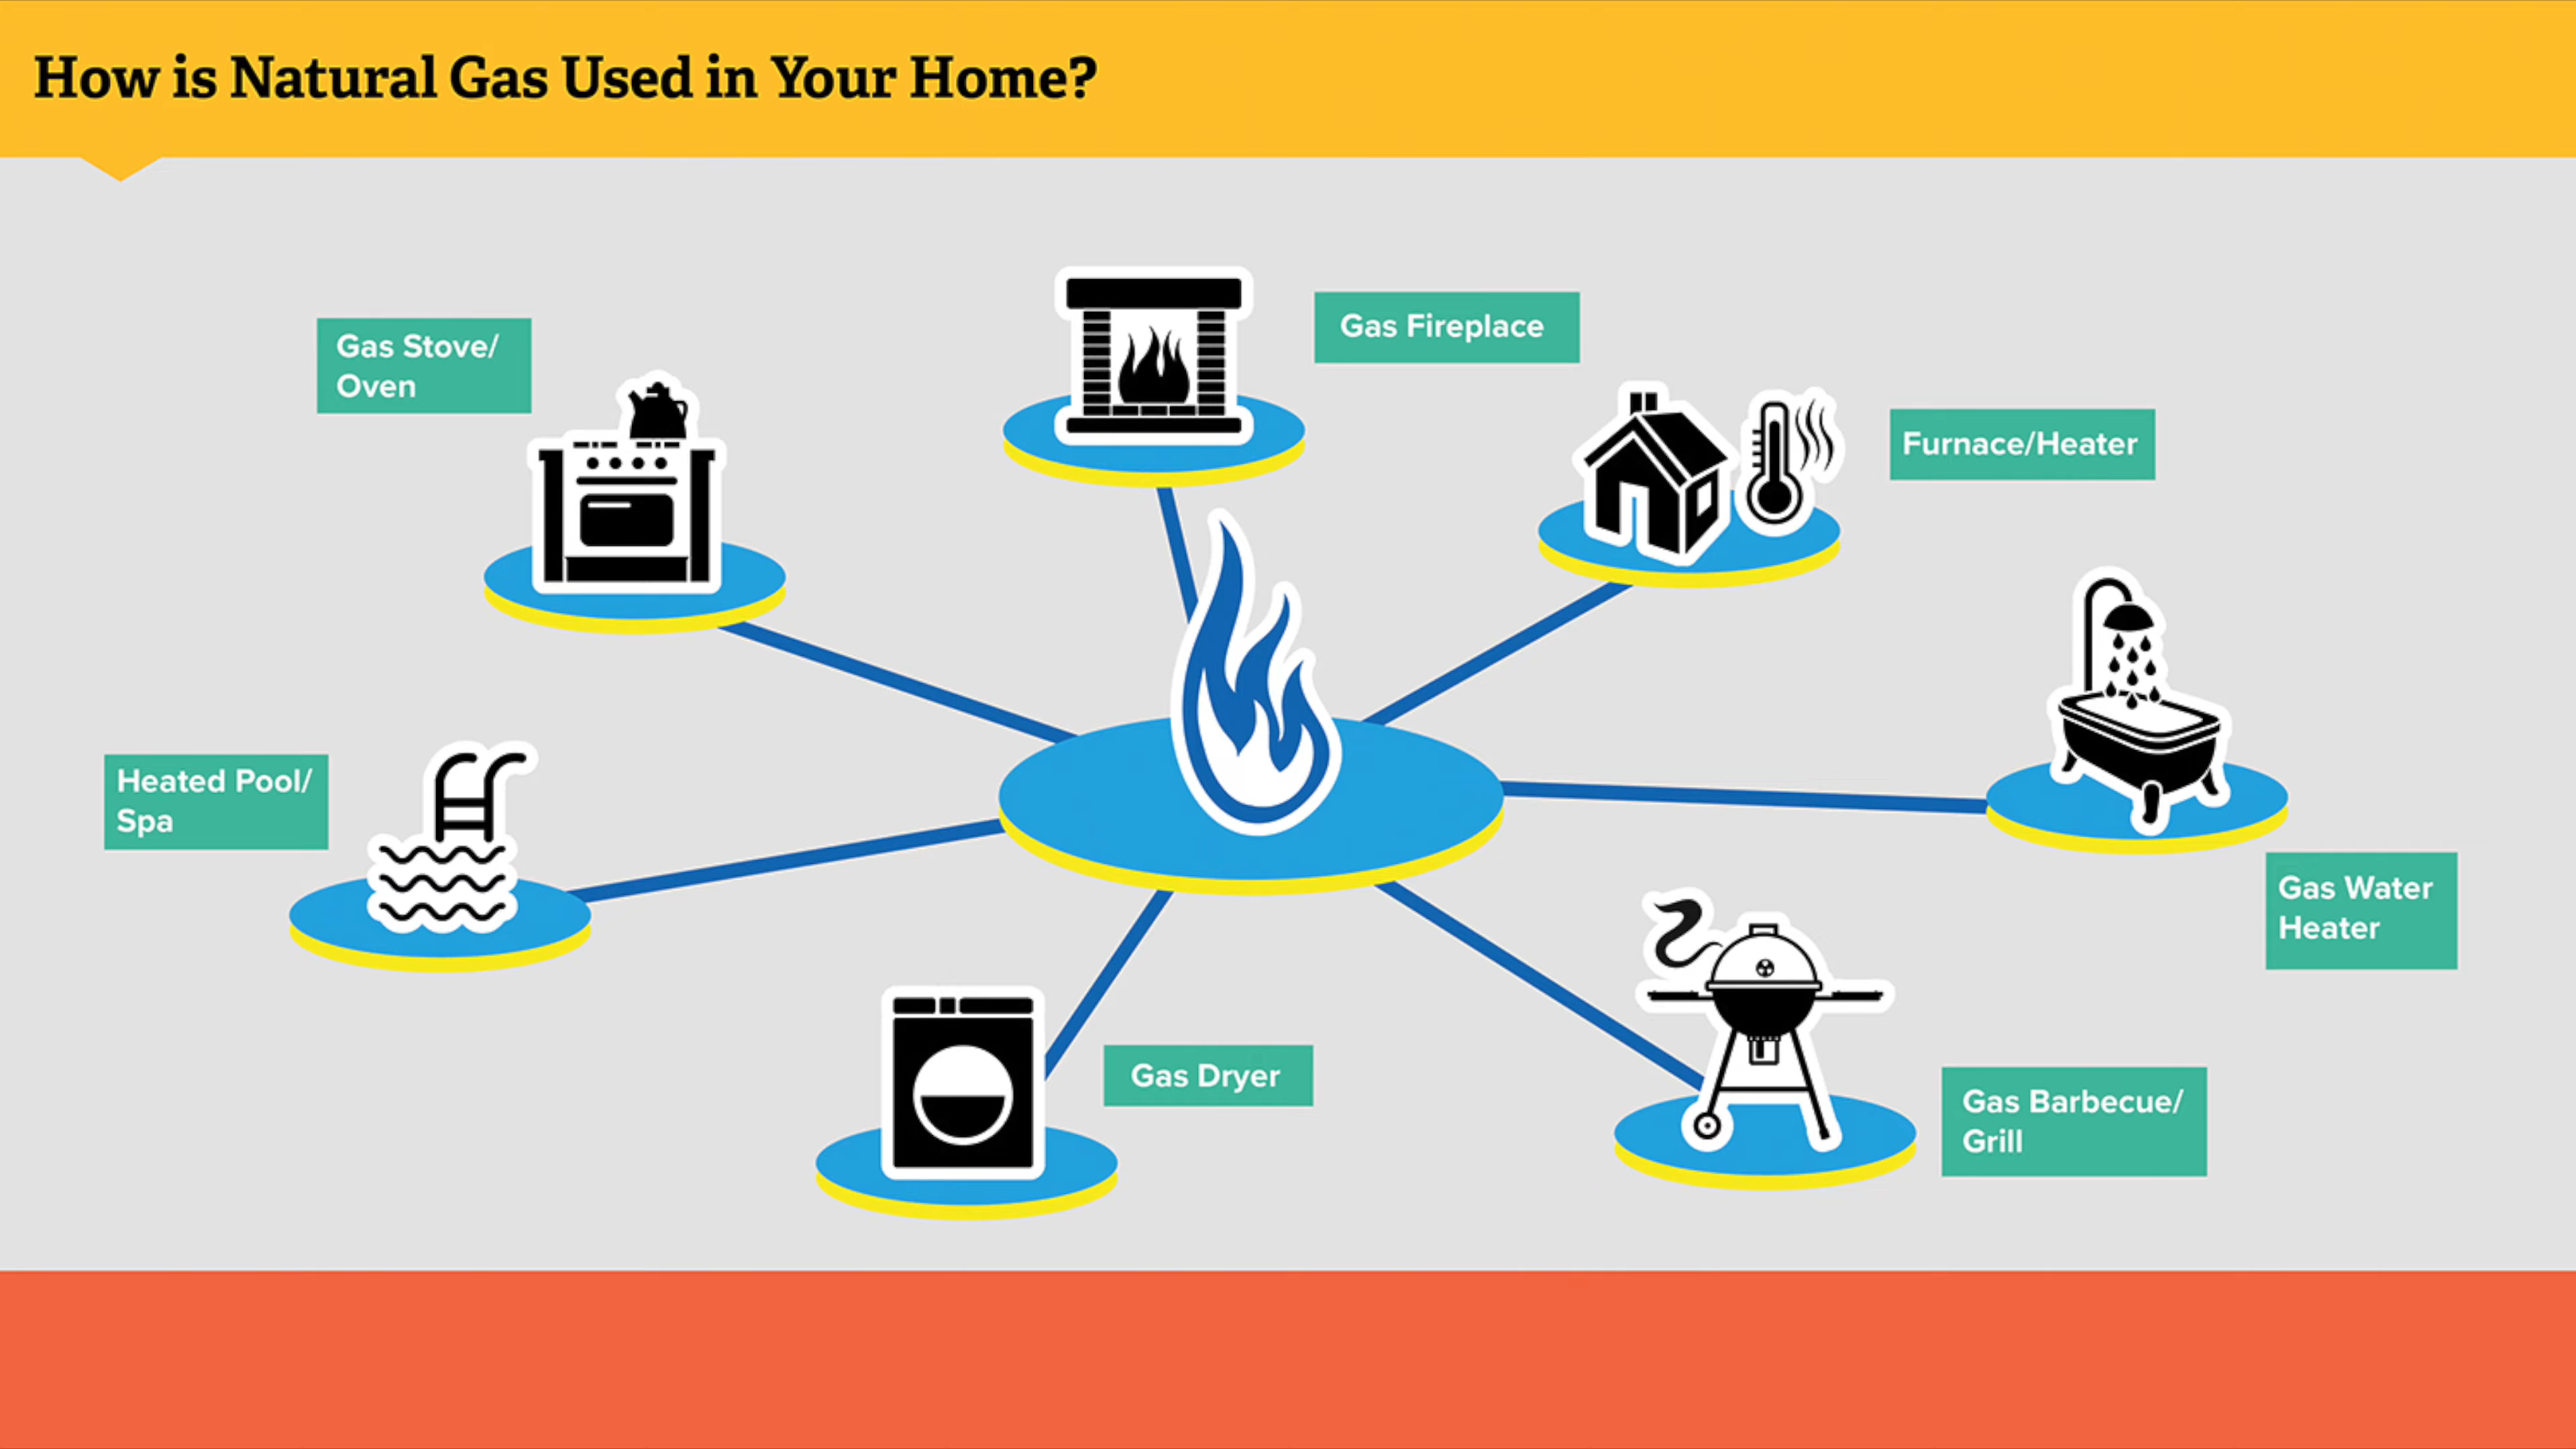 How is Natural Gas Used in Your Home?
Gas Stove/
Oven
Gas Fireplace
Furnace/Heater
Heated Pool/
Spa
Gas Water
Heater
Gas Dryer
Gas Barbecue/
Grill